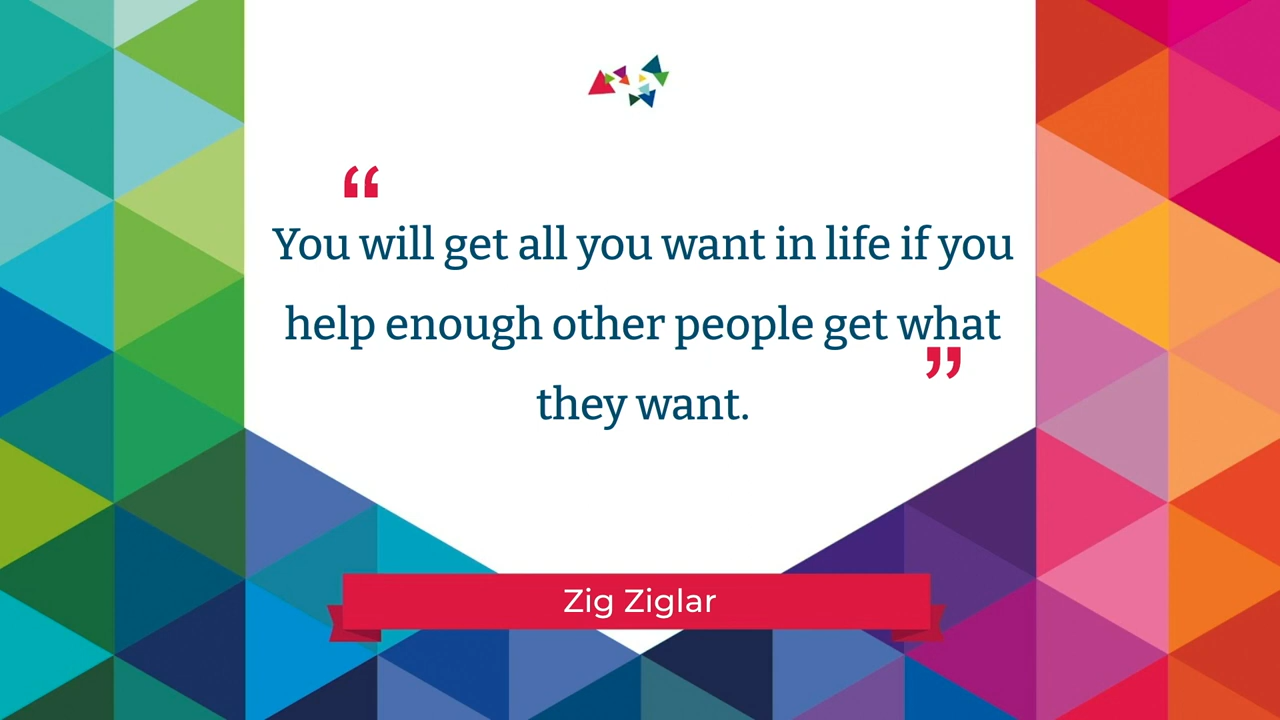 “
You will get all you want in life if you
help enough other people get what
”
they want.
Zig Ziglar